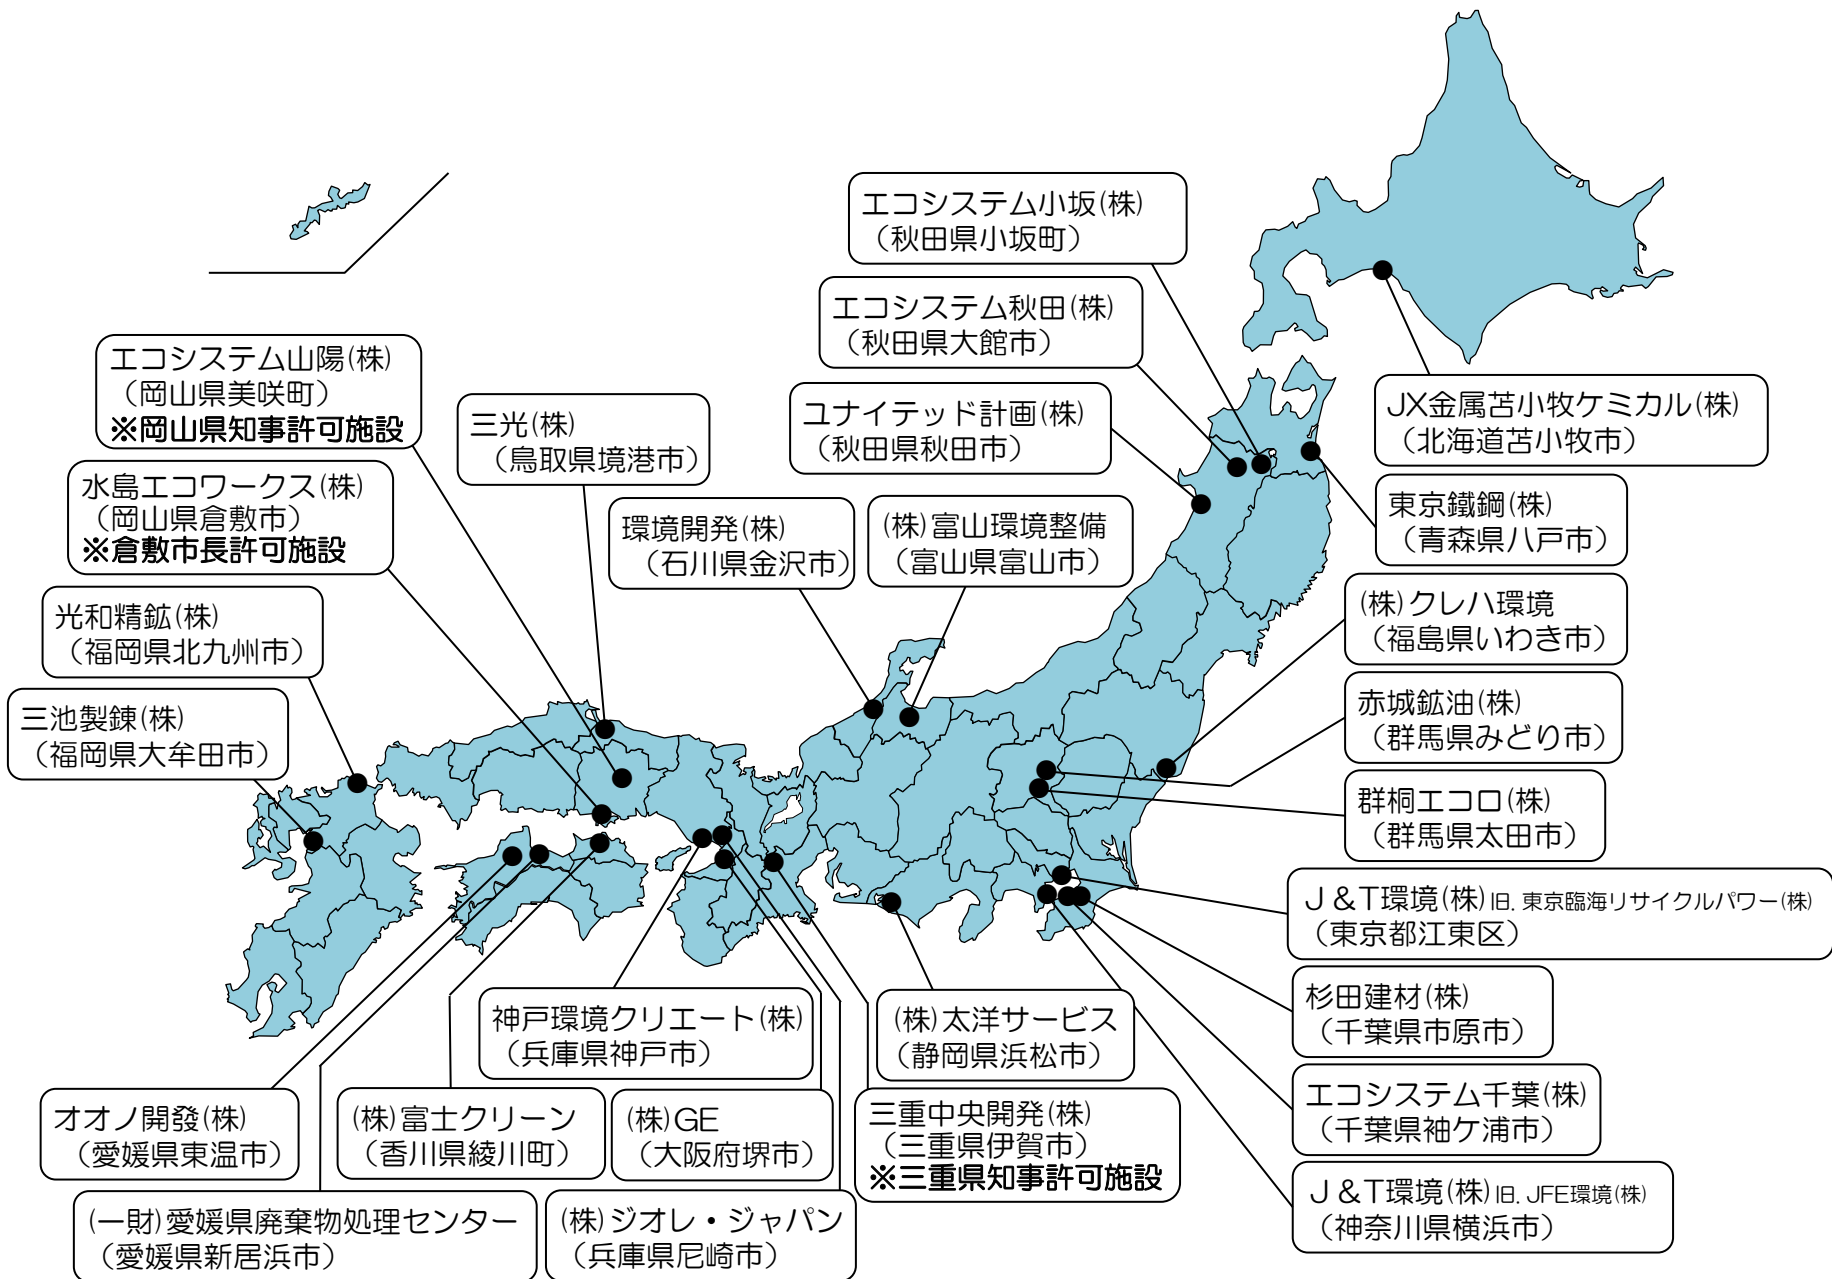 エコシステム小坂(株)
（秋田県小坂町）
エコシステム秋田(株)
（秋田県大館市）
エコシステム山陽(株)
（岡山県美咲町）
※岡山県知事許可施設
三光(株)
（鳥取県境港市）
ユナイテッド計画(株)
（秋田県秋田市）
JX金属苫小牧ケミカル(株)
（北海道苫小牧市）
水島エコワークス(株)
（岡山県倉敷市）
※倉敷市長許可施設
環境開発(株)
（石川県金沢市）
(株)富山環境整備
（富山県富山市）
東京鐵鋼(株)
（青森県八戸市）
光和精鉱(株)
（福岡県北九州市）
(株)クレハ環境
（福島県いわき市）
三池製錬(株)
（福岡県大牟田市）
赤城鉱油(株)
（群馬県みどり市）
群桐エコロ(株)
（群馬県太田市）
J&T環境(株)旧.東京臨海リサイクルパワー(株)
（東京都江東区）
神戸環境クリエート(株)
（兵庫県神戸市）
(株)太洋サービス
（静岡県浜松市）
杉田建材(株)
（千葉県市原市）
オオノ開發(株)
（愛媛県東温市）
(株)富士クリーン
（香川県綾川町）
(株)GE
（大阪府堺市）
三重中央開発(株)
（三重県伊賀市）
※三重県知事許可施設
エコシステム千葉(株)
（千葉県袖ケ浦市）
(一財)愛媛県廃棄物処理センター
（愛媛県新居浜市）
(株)ジオレ・ジャパン
（兵庫県尼崎市）
J&T環境(株)旧.JFE環境(株)
（神奈川県横浜市）